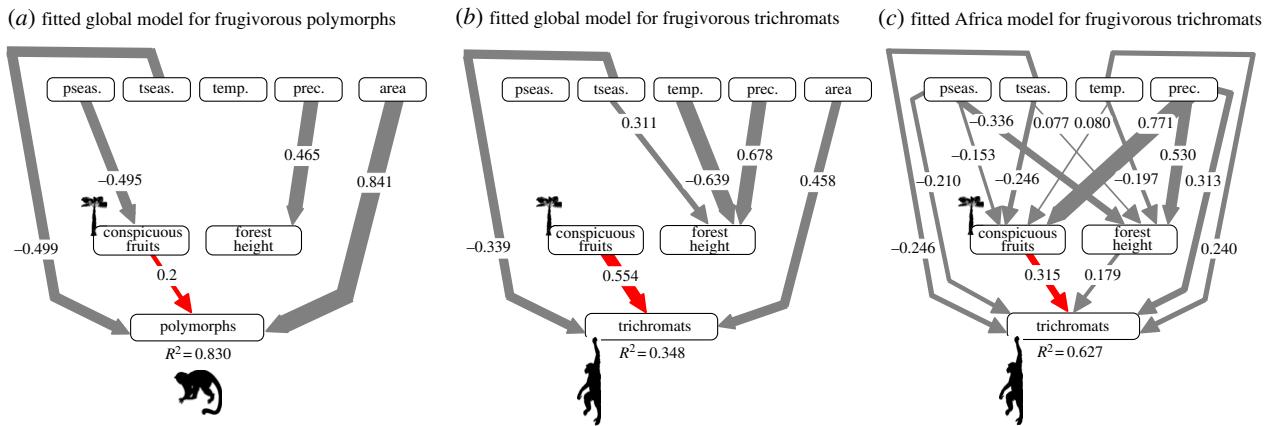 (a) fitted global model for frugivorous polymorphs
pseas. tseas. temp. prec. area
0.465
–0.495
0.841
conspicuous fruits
forest height
–0.499
0.2
polymorphs
R² = 0.830
(b) fitted global model for frugivorous trichromats
pseas. tseas. temp. prec. area
0.311
0.678
–0.639
0.458
conspicuous fruits
forest height
–0.339
0.554
trichromats
R² = 0.348
(c) fitted Africa model for frugivorous trichromats
pseas. tseas. temp. prec.
–0.336 0.077 0.080 0.771
–0.153 0.530
–0.210 –0.246 –0.197 0.313
conspicuous fruits
forest height
–0.246 0.240
0.315 0.179
trichromats
R² = 0.627